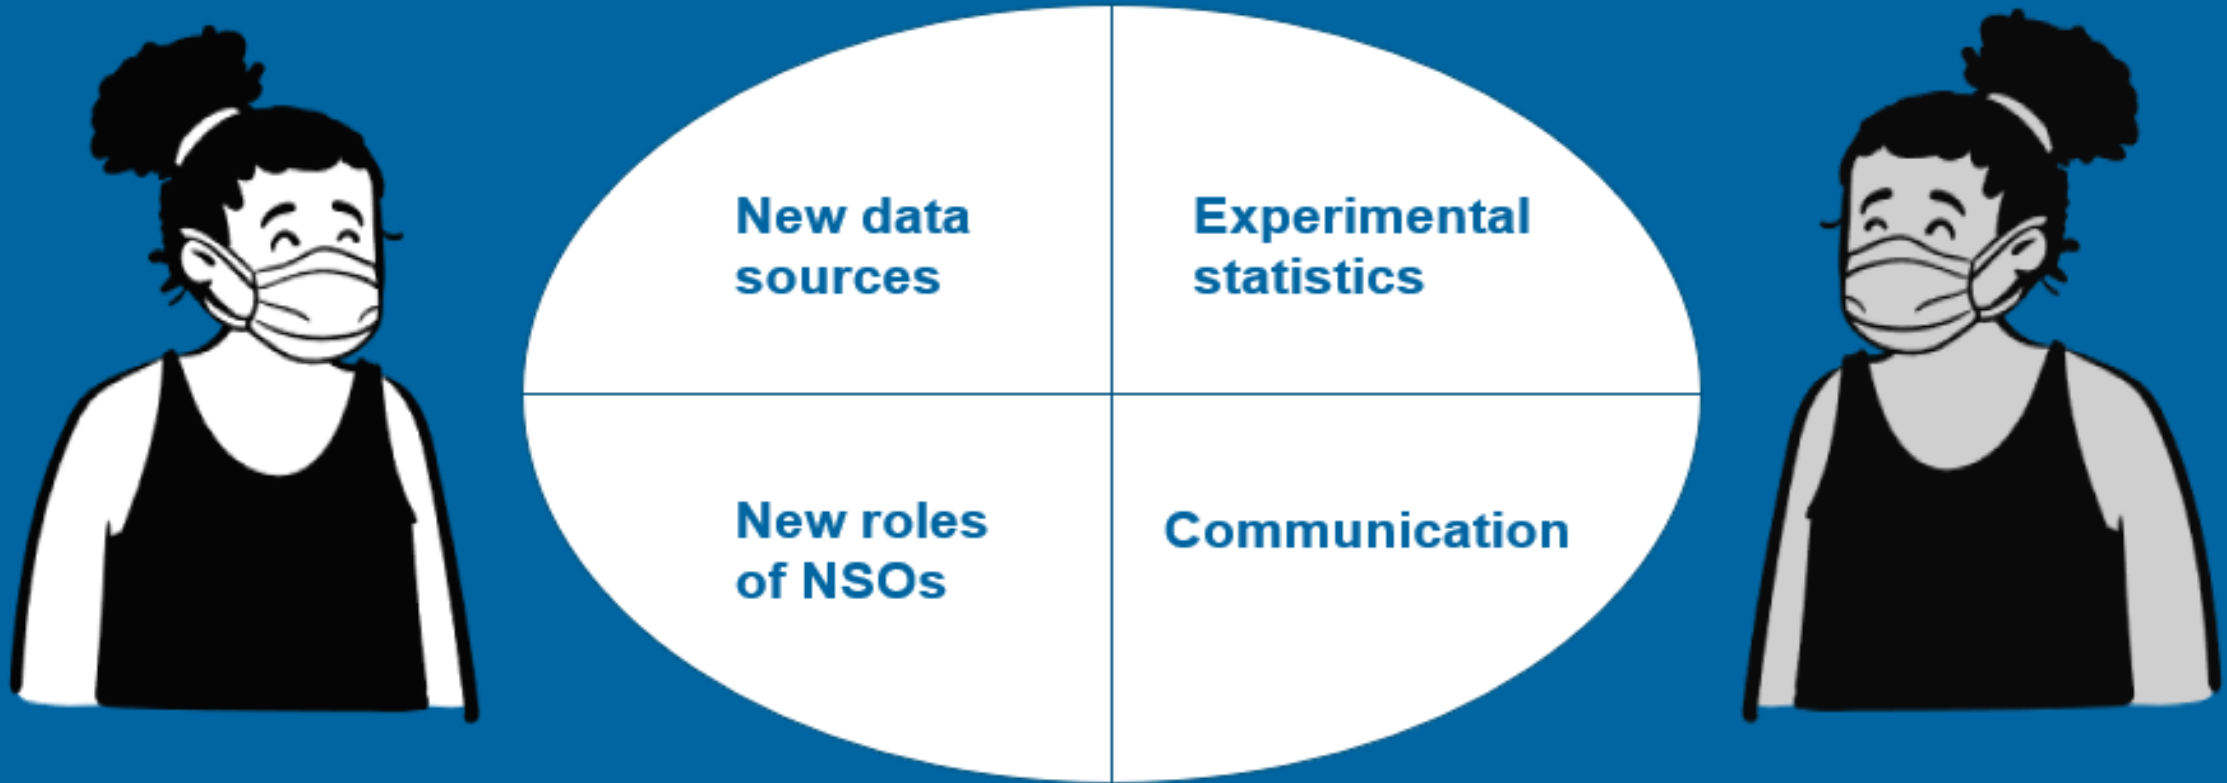 New data
sources
Experimental
statistics
New roles
of NSOs
Communication